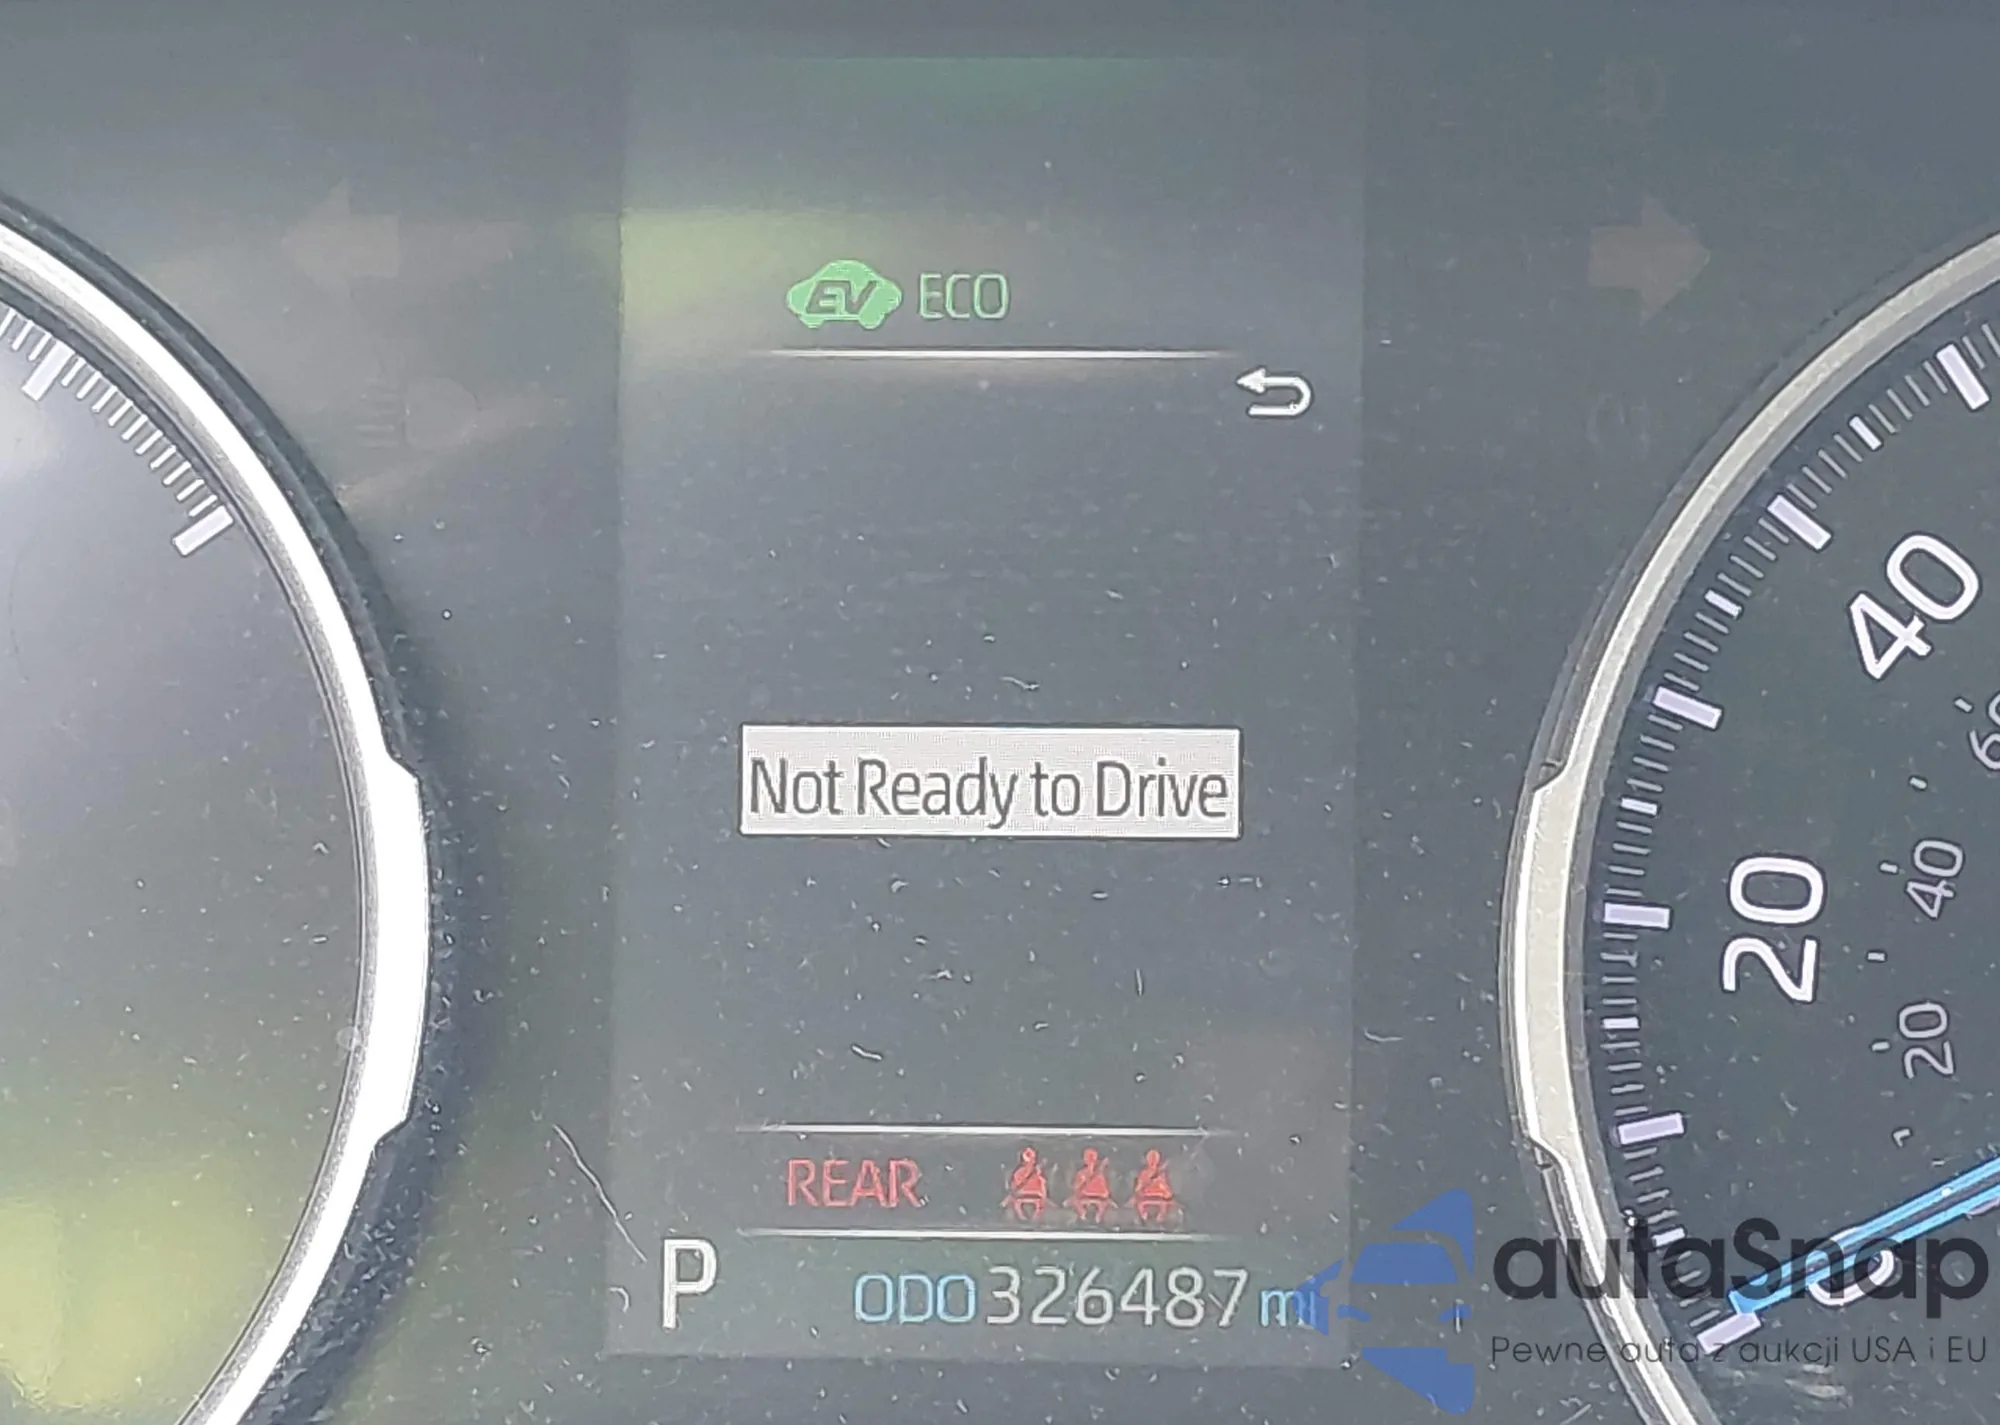 EV ECO
Not Ready to Drive
REAR
P ODO 326487 mi
40
20
0
60
40
20
autaSnap
Pewne auta z aukcji USA i EU